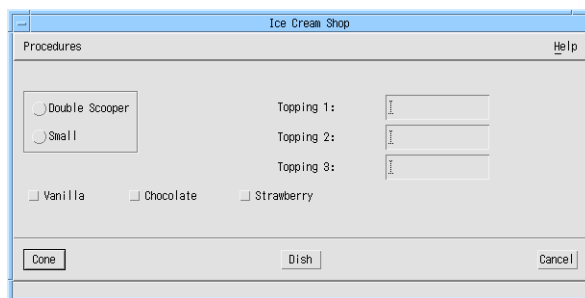 Ice Cream Shop
Procedures Help
Double Scooper
Small
Topping 1:
Topping 2:
Topping 3:
Vanilla Chocolate Strawberry
Cone Dish Cancel